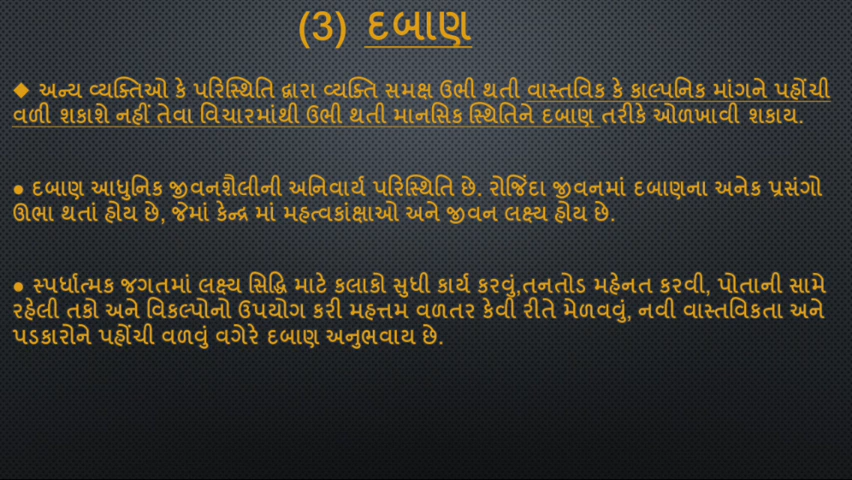 (3) દબાણ
◆ અન્ય વ્યક્તિઓ કે પરિસ્થિતિ દ્વારા વ્યક્તિ સમક્ષ ઉભી થતી વાસ્તવિક કે કાલ્પનિક માંગને પહોંચી
વળી શકાશે નહીં તેવા વિચારમાંથી ઉભી થતી માનસિક સ્થિતિને દબાણ તરીકે ઓળખાવી શકાય.
● દબાણ આધુનિક જીવનશૈલીની અનિવાર્ય પરિસ્થિતિ છે. રોજિંદા જીવનમાં દબાણના અનેક પ્રસંગો
ઊભા થતાં હોય છે, જેમાં કેન્દ્ર માં મહત્વકાંક્ષાઓ અને જીવન લક્ષ્ય હોય છે.
● સ્પર્ધાત્મક જગતમાં લક્ષ્ય સિદ્ધિ માટે કલાકો સુધી કાર્ય કરવું,તનતોડ મહેનત કરવી, પોતાની સામે
રહેલી તકો અને વિકલ્પોનો ઉપયોગ કરી મહત્તમ વળતર કેવી રીતે મેળવવું, નવી વાસ્તવિકતા અને
પડકારોને પહોંચી વળવું વગેરે દબાણ અનુભવાય છે.